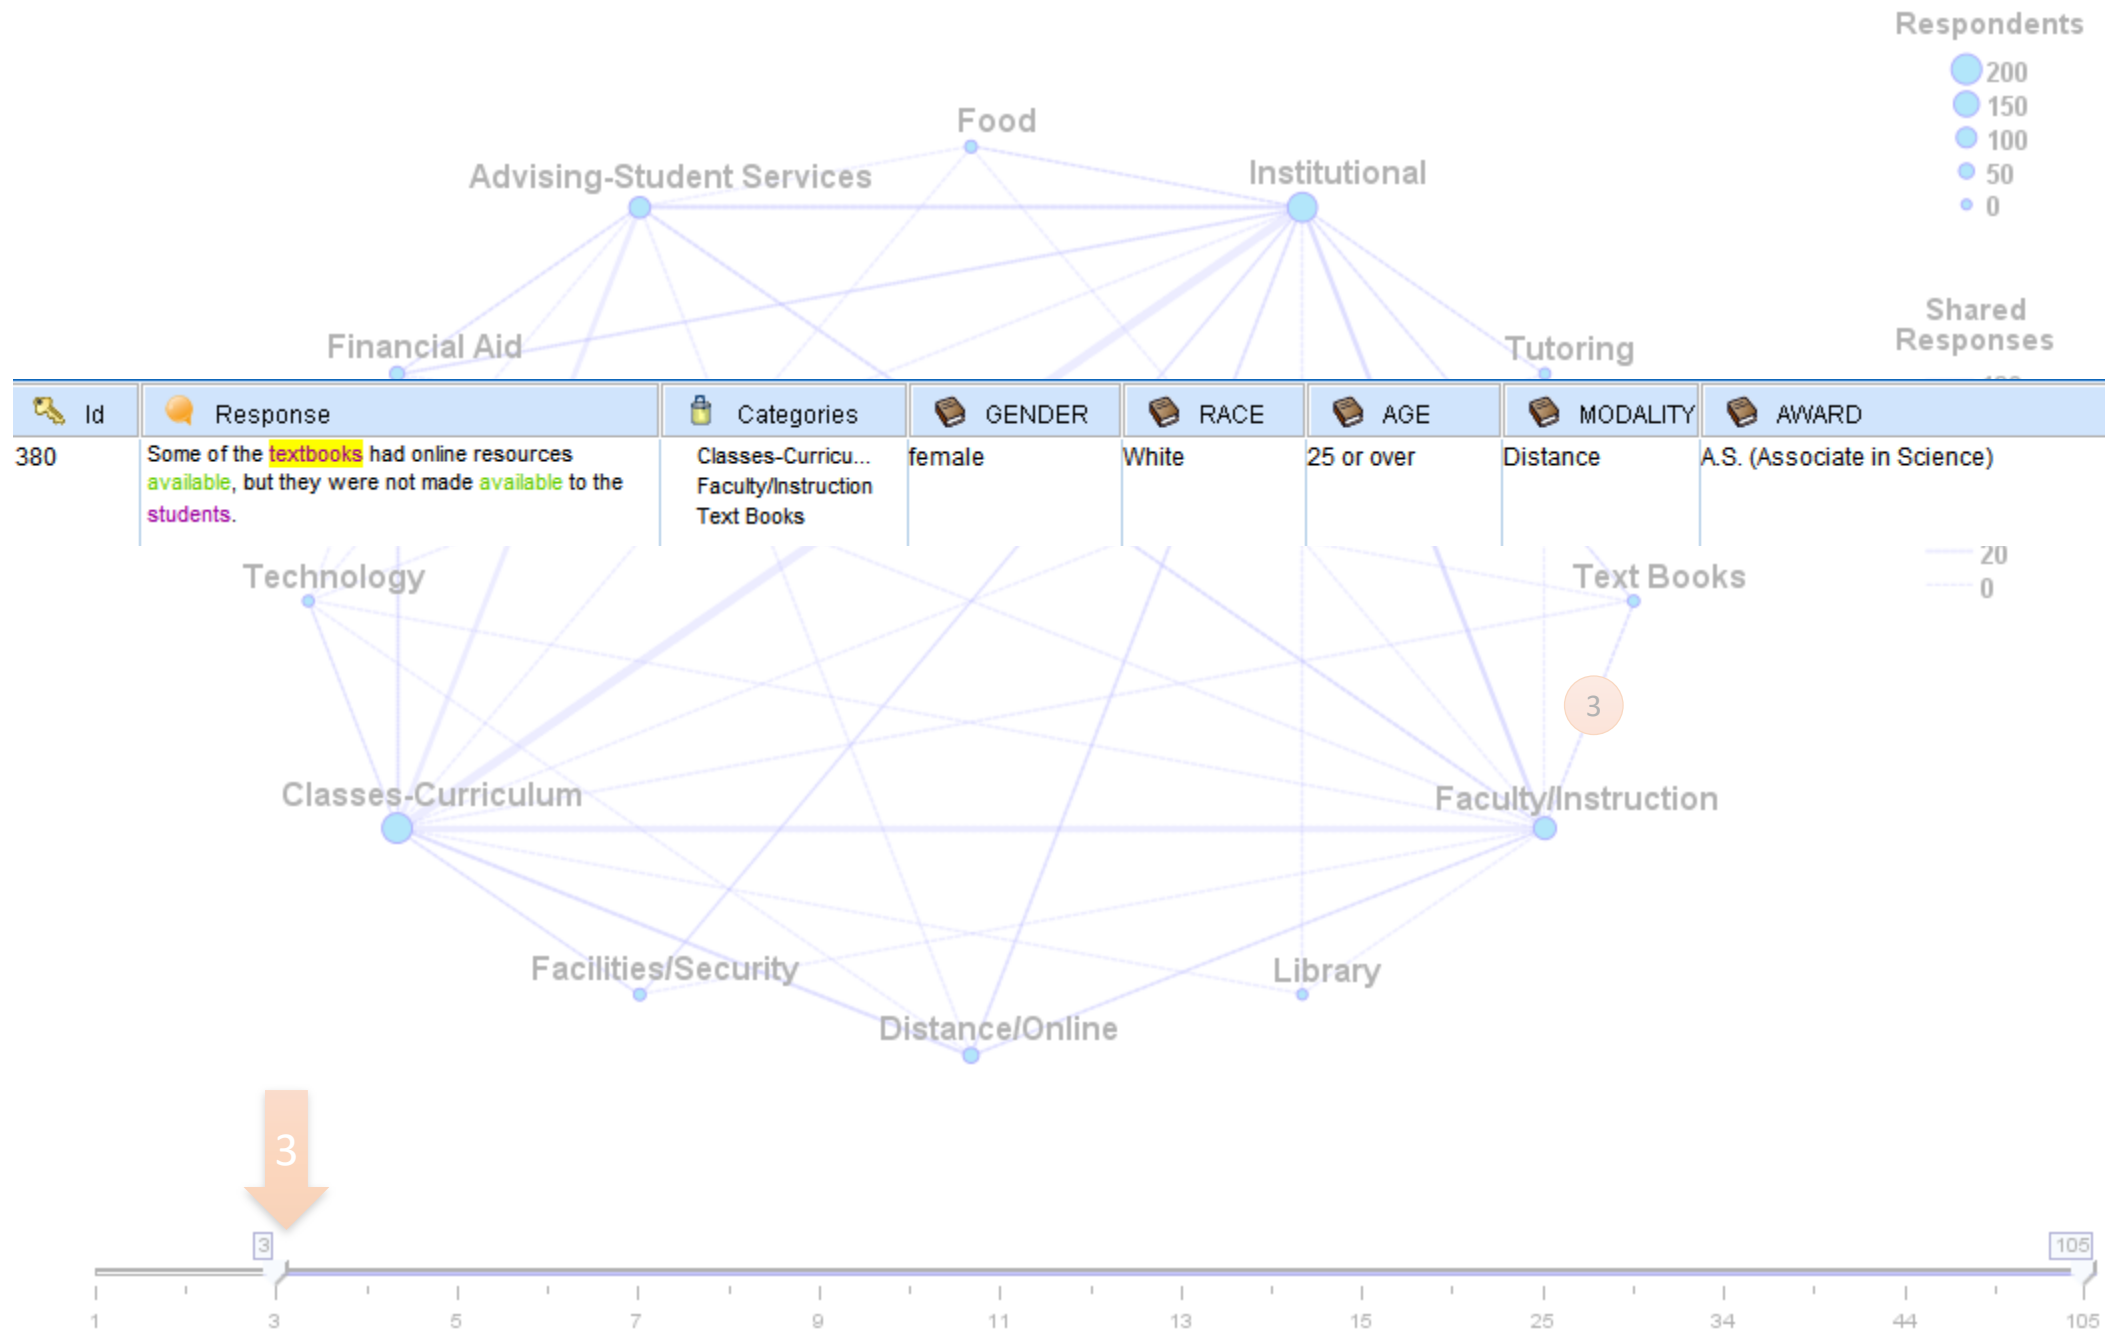 Respondents
200
150
100
50
0
Food
Advising-Student Services
Institutional
Shared
Responses
Financial Aid
Tutoring
Id
Response
Categories
GENDER
RACE
AGE
MODALITY
AWARD
380
Some of the textbooks had online resources
available, but they were not made available to the
students.
Classes-Curricu...
Faculty/Instruction
Text Books
female
White
25 or over
Distance
A.S. (Associate in Science)
20
0
Technology
Text Books
3
Classes-Curriculum
Faculty/Instruction
Facilities/Security
Library
Distance/Online
3
3
105
1 3 5 7 9 11 13 15 25 34 44 105